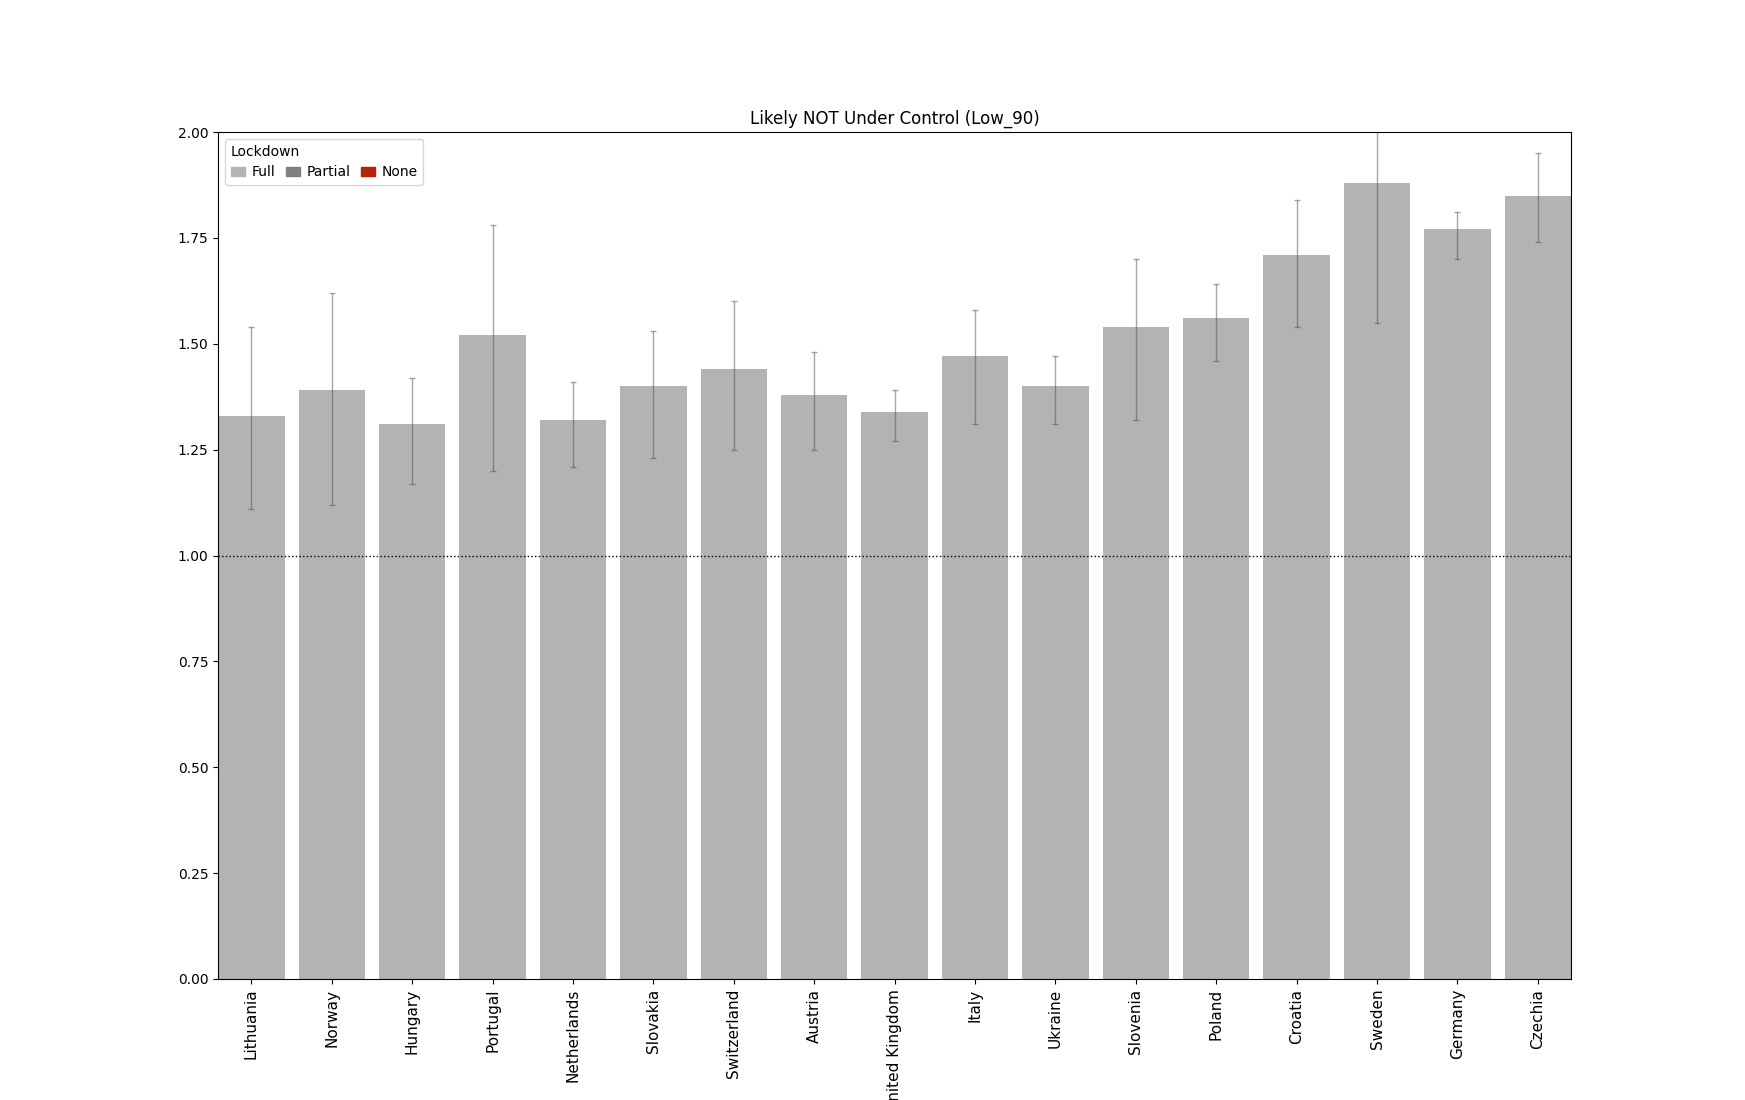 Likely NOT Under Control (Low_90)
Lockdown
Full Partial None
2.00
1.75
1.50
1.25
1.00
0.75
0.50
0.25
0.00
Lithuania
Norway
Hungary
Portugal
Netherlands
Slovakia
Switzerland
Austria
nited Kingdom
Italy
Ukraine
Slovenia
Poland
Croatia
Sweden
Germany
Czechia